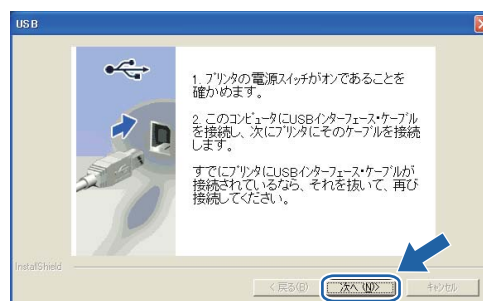 USB
1. プリンタの電源スイッチがオンであることを
確かめます。
2. このコンピュータにUSBインターフェース・ケーブル
を接続し、次にプリンタにそのケーブルを接続
します。
すでにプリンタにUSBインターフェース・ケーブルが
接続されているなら、それを抜いて、再び
接続してください。
InstallShield
< 戻る(B)
次へ (N)>
キャンセル